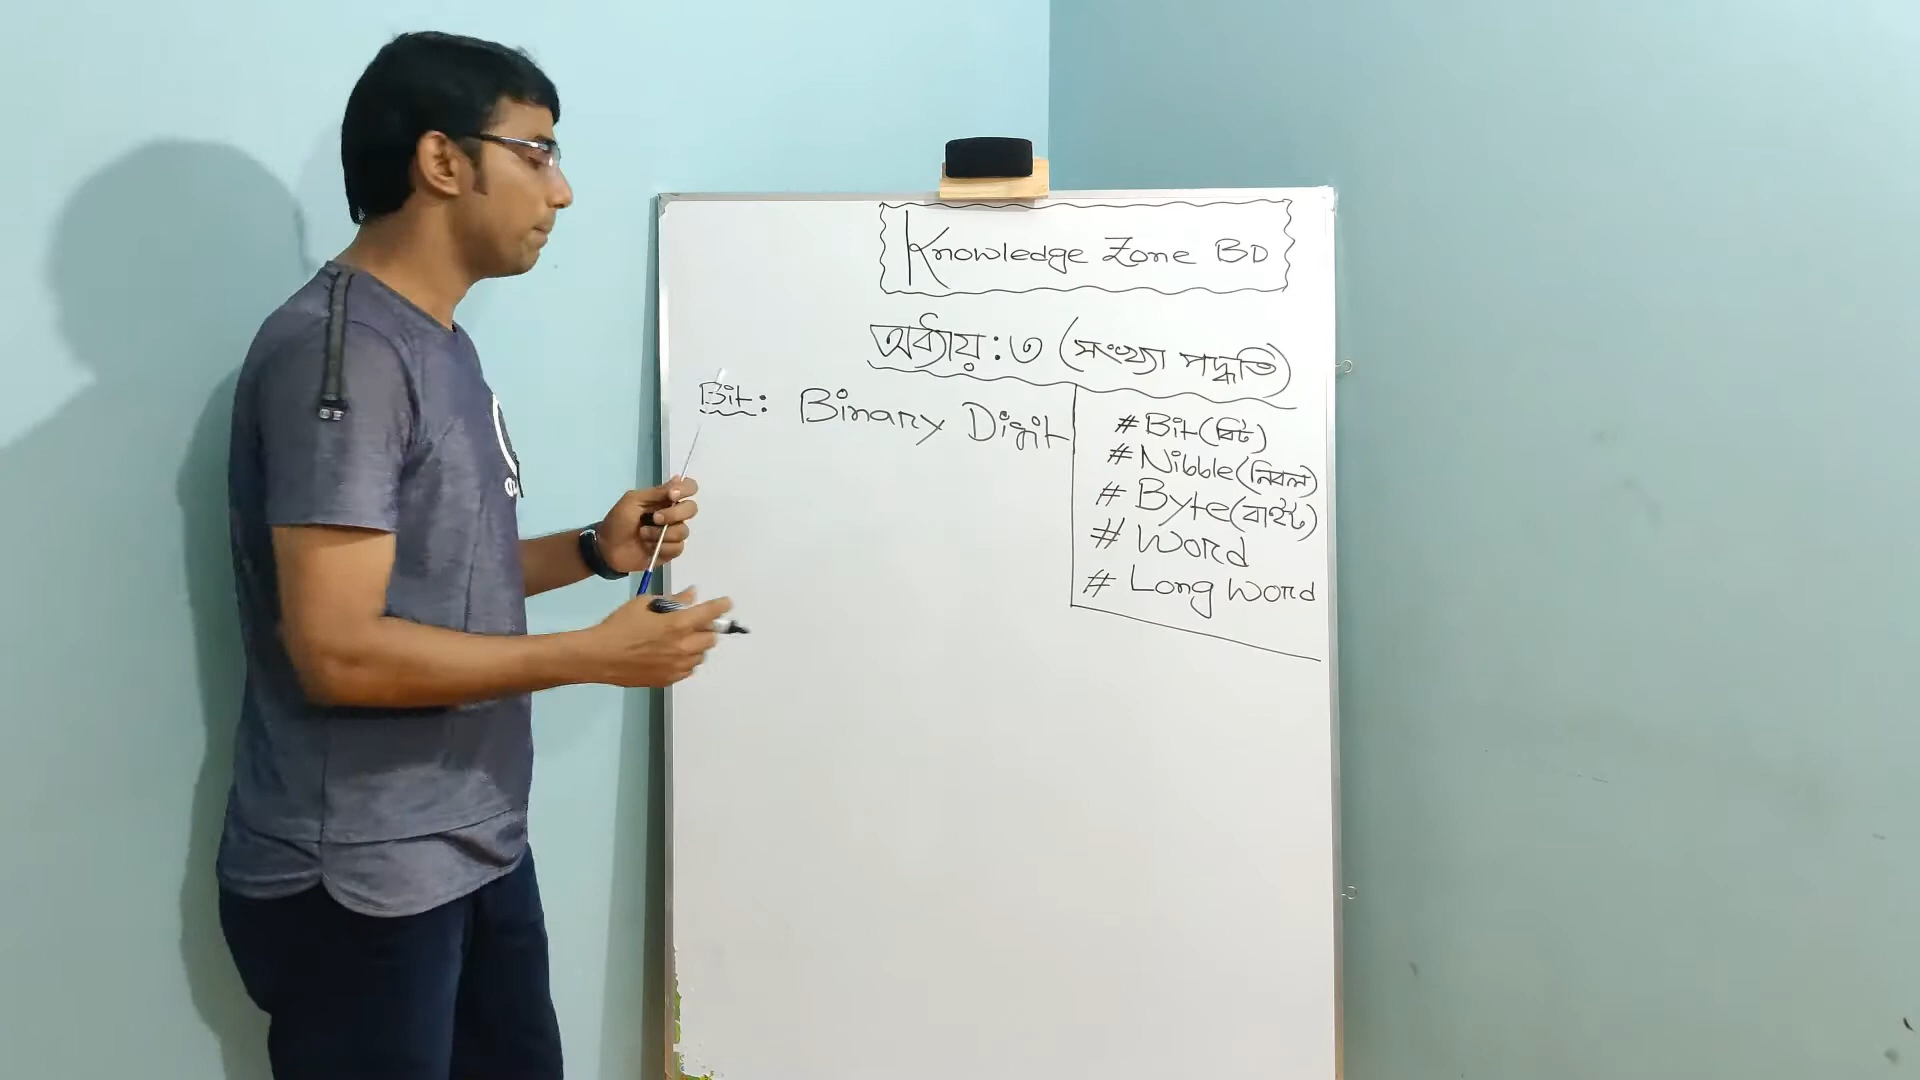 Knowledge Zone BD
অধ্যায়: ৩ (সংখ্যা পদ্ধতি)
Bit: Binary Digit
# Bit (বিট)
# Nibble (নিবল)
# Byte (বাইট)
# Word
# Long Word